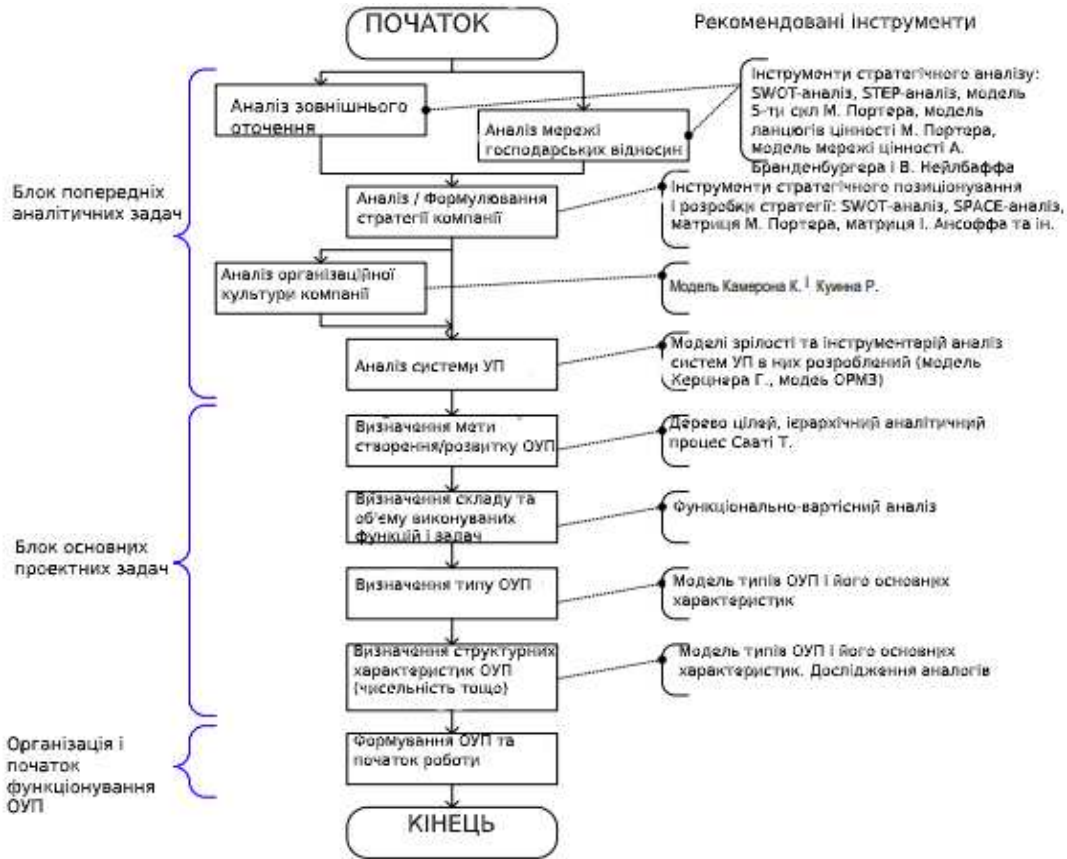 ПОЧАТОК
Рекомендовані інструменти
Аналіз зовнішнього
оточення
Аналіз мережі
господарських відносин
Інструменти стратегічного аналізу:
SWOT-аналіз, STEP-аналіз, модель
5-ти сил М. Портера, модель
ланцюгів цінності М. Портера,
модель мережі цінності А.
Бранденбургера і В. Нейлбаффа
Блок попередніх
аналітичних задач
Аналіз / Формулювання
стратегії компанії
Інструменти стратегічного позиціонування
і розробки стратегії: SWOT-аналіз, SPACE-аналіз,
матриця М. Портера, матриця І. Ансоффа та ін.
Аналіз організаційної
культури компанії
Модель Камерона К. і Куинна Р.
Аналіз системи УП
Моделі зрілості та інструментарій аналіз
систем УП в них розроблений (модель
Керцнера Г., модеь ОРМ3)
Визначення мети
створення/розвитку ОУП
Дерево цілей, ієрархічний аналітичний
процес Сааті Т.
Визначення складу та
об'єму виконуваних
функцій і задач
Функціонально-вартісний аналіз
Блок основних
проектних задач
Визначення типу ОУП
Модель типів ОУП і його основних
характеристик
Визначення структурних
характеристик ОУП
(чисельність тощо)
Модель типів ОУП і його основних
характеристик. Дослідження аналогів
Організація і
початок
функціонування
ОУП
Формування ОУП та
початок роботи
КІНЕЦЬ